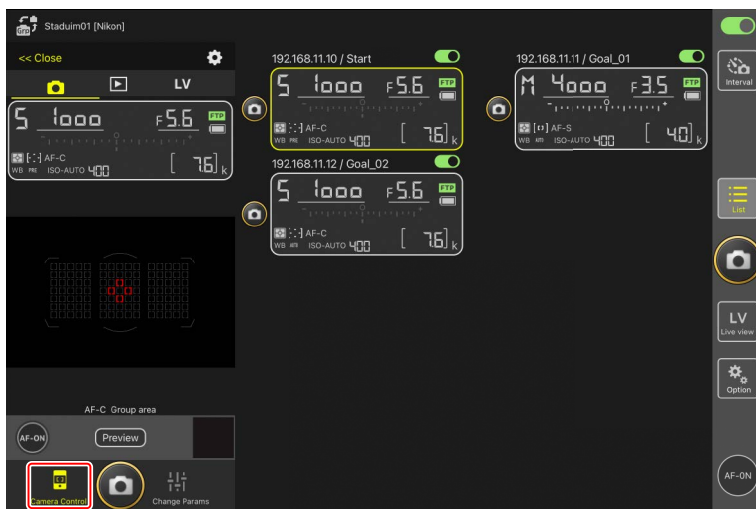 Grp
Staduim01 [Nikon]
<< Close
LV
S 1000 F5.6 FTP
AF-C
WB PRE ISO-AUTO 400 [ 7.6] k
AF-C Group area
AF-ON Preview
Camera Control
Change Params
192.168.11.10 / Start
S 1000 F5.6 FTP
AF-C
WB PRE ISO-AUTO 400 [ 7.6] k
192.168.11.11 / Goal_01
M 4000 F3.5 FTP
AF-S
WB AUTO ISO-AUTO 400 [ 4.0] k
192.168.11.12 / Goal_02
S 1000 F5.6 FTP
AF-C
WB AUTO ISO-AUTO 400 [ 7.6] k
Interval
List
LV
Live view
Option
AF-ON